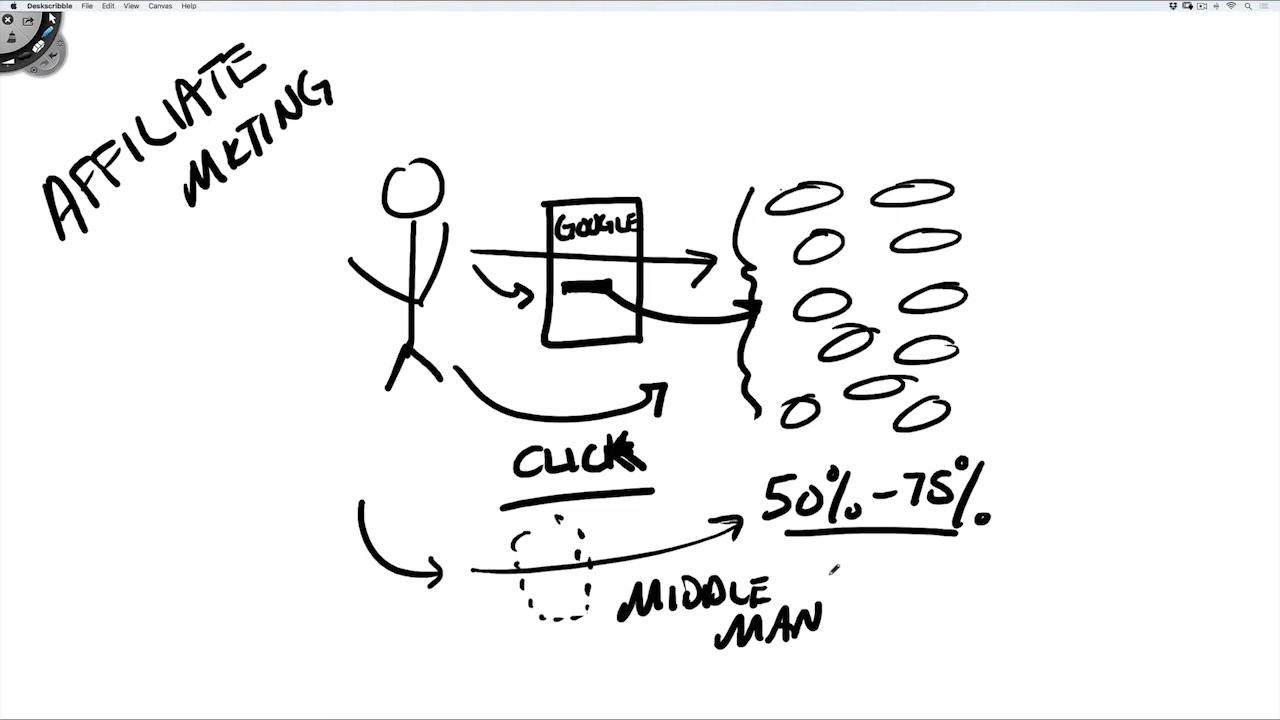 Deskscribble File Edit View Canvas Help
AFFILIATE
MKTING
GOOGLE
CLICK
50% - 75%
MIDDLE
MAN